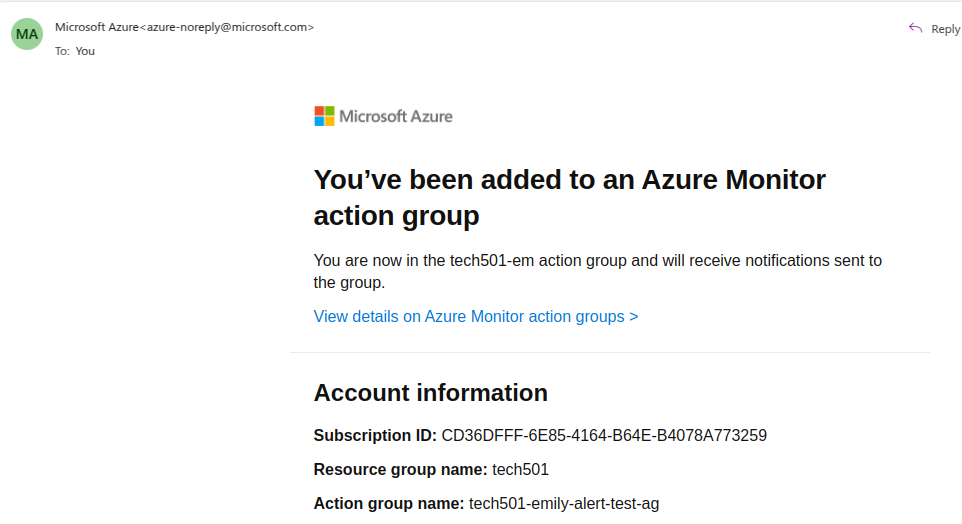 MA
Microsoft Azure<azure-noreply@microsoft.com>
Reply
To: You
Microsoft Azure
You’ve been added to an Azure Monitor
action group
You are now in the tech501-em action group and will receive notifications sent to
the group.
View details on Azure Monitor action groups >
Account information
Subscription ID: CD36DFFF-6E85-4164-B64E-B4078A773259
Resource group name: tech501
Action group name: tech501-emily-alert-test-ag